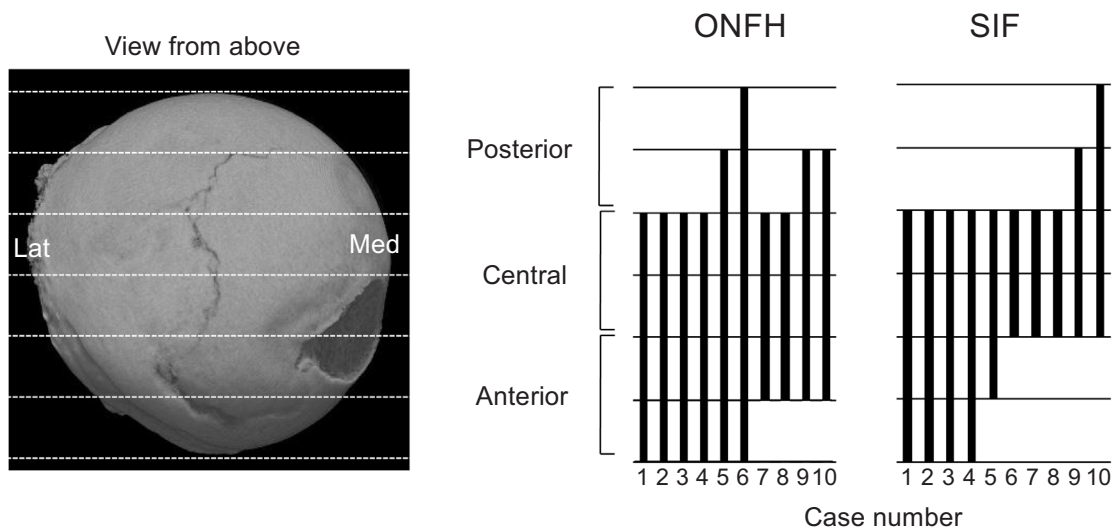 View from above
Lat
Med
ONFH
SIF
Posterior
Central
Anterior
1 2 3 4 5 6 7 8 9 10
1 2 3 4 5 6 7 8 9 10
Case number